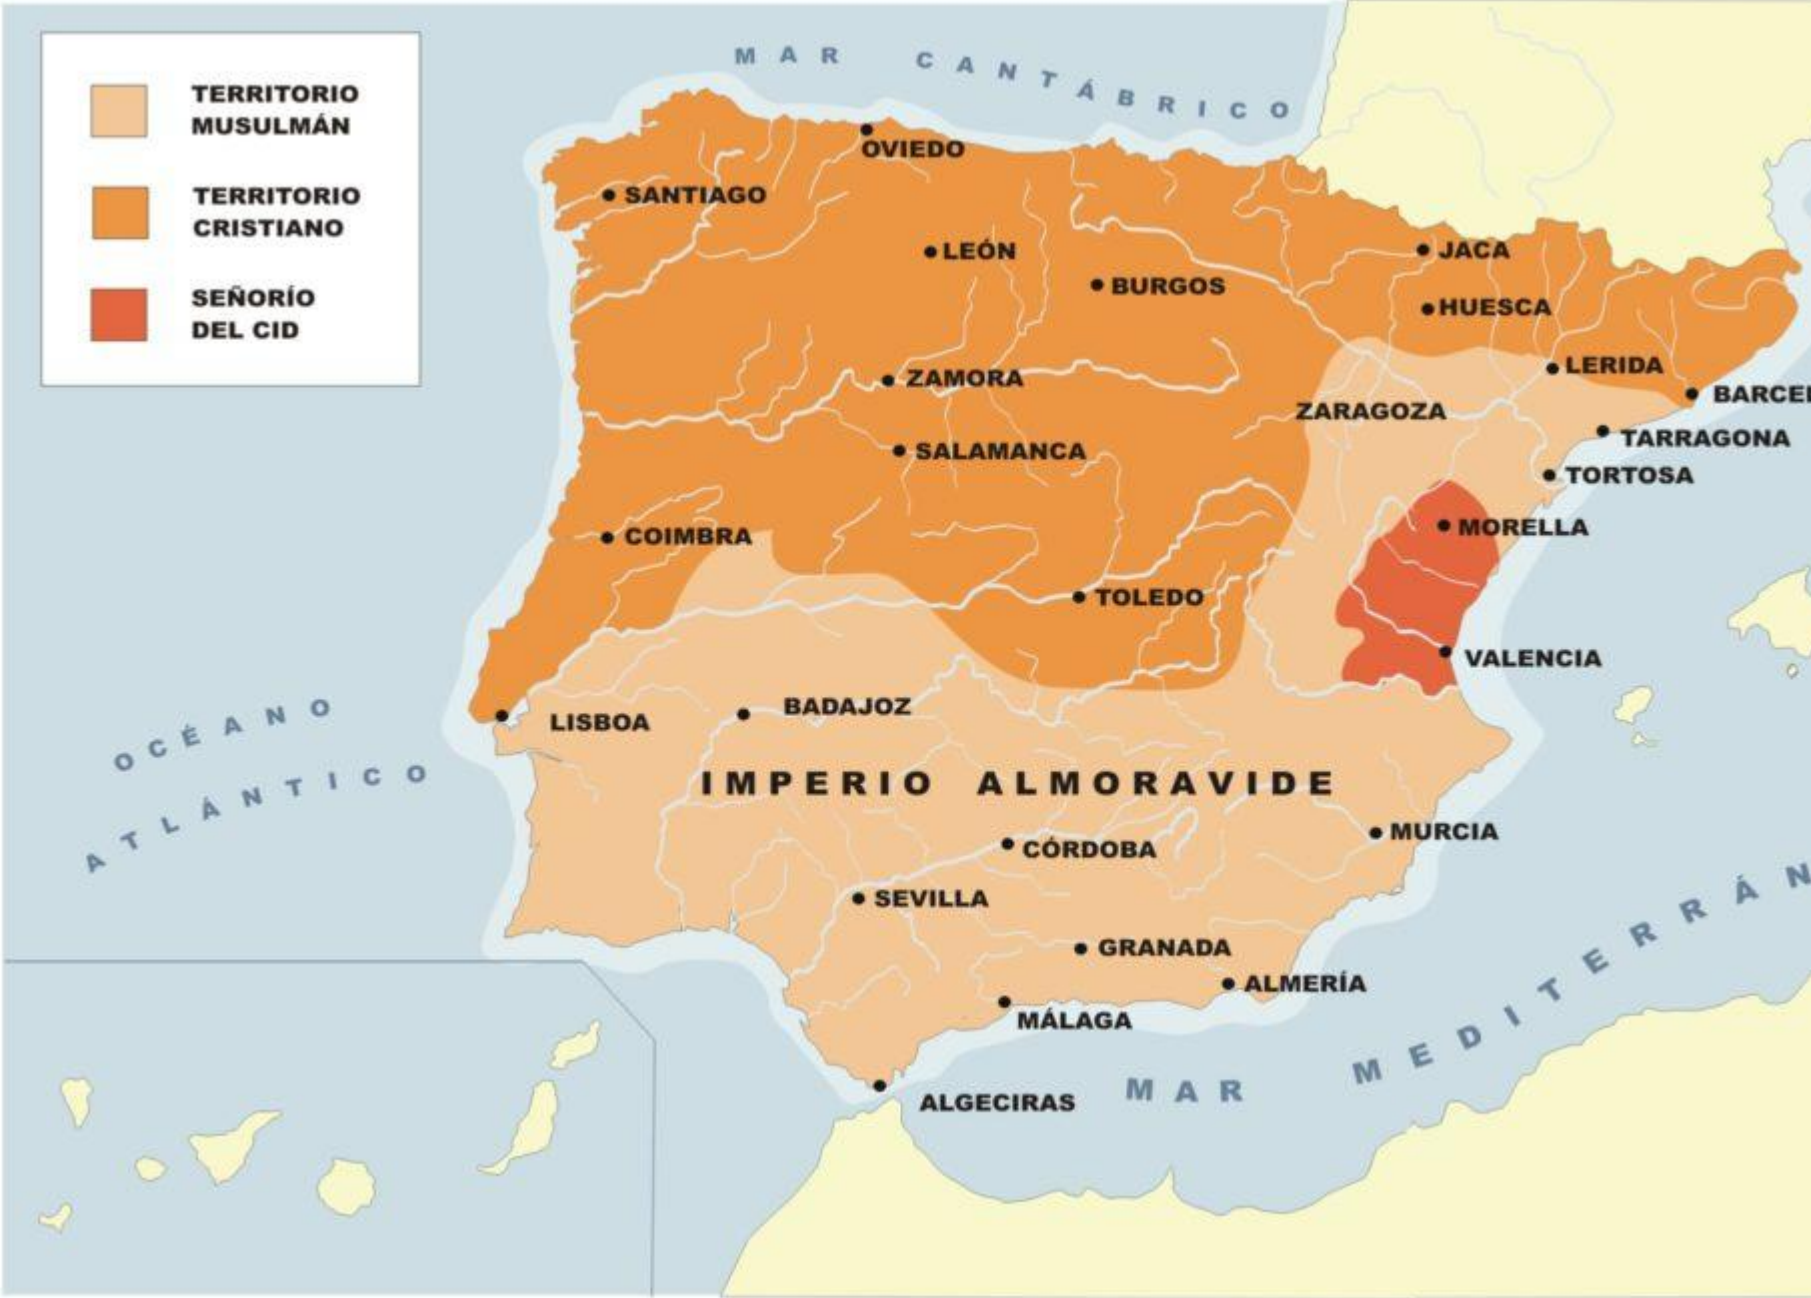 TERRITORIO
MUSULMÁN
TERRITORIO
CRISTIANO
SEÑORÍO
DEL CID
MAR CANTÁBRICO
OVIEDO
SANTIAGO
LEÓN
JACA
BURGOS
HUESCA
LERIDA
ZAMORA
BARCE
ZARAGOZA
TARRAGONA
SALAMANCA
TORTOSA
MORELLA
COIMBRA
TOLEDO
VALENCIA
BADAJOZ
LISBOA
OCÉANO
ATLÁNTICO
IMPERIO ALMORAVIDE
MURCIA
CÓRDOBA
SEVILLA
GRANADA
ALMERÍA
MÁLAGA
ALGECIRAS
MAR MEDITERRÁN